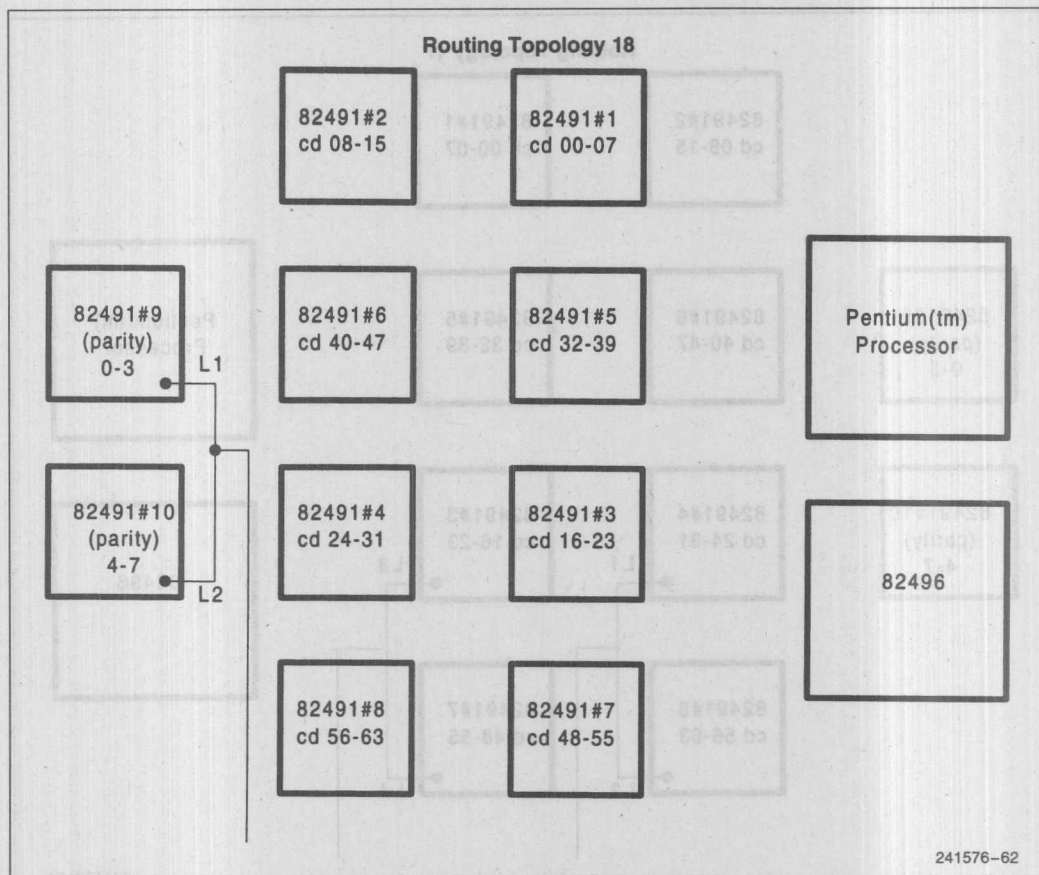 Routing Topology 18
82491#2
cd 08-15
82491#1
cd 00-07
82491#9
(parity)
0-3
L1
82491#6
cd 40-47
82491#5
cd 32-39
Pentium(tm)
Processor
82491#10
(parity)
4-7
L2
82491#4
cd 24-31
82491#3
cd 16-23
82496
82491#8
cd 56-63
82491#7
cd 48-55
241576-62